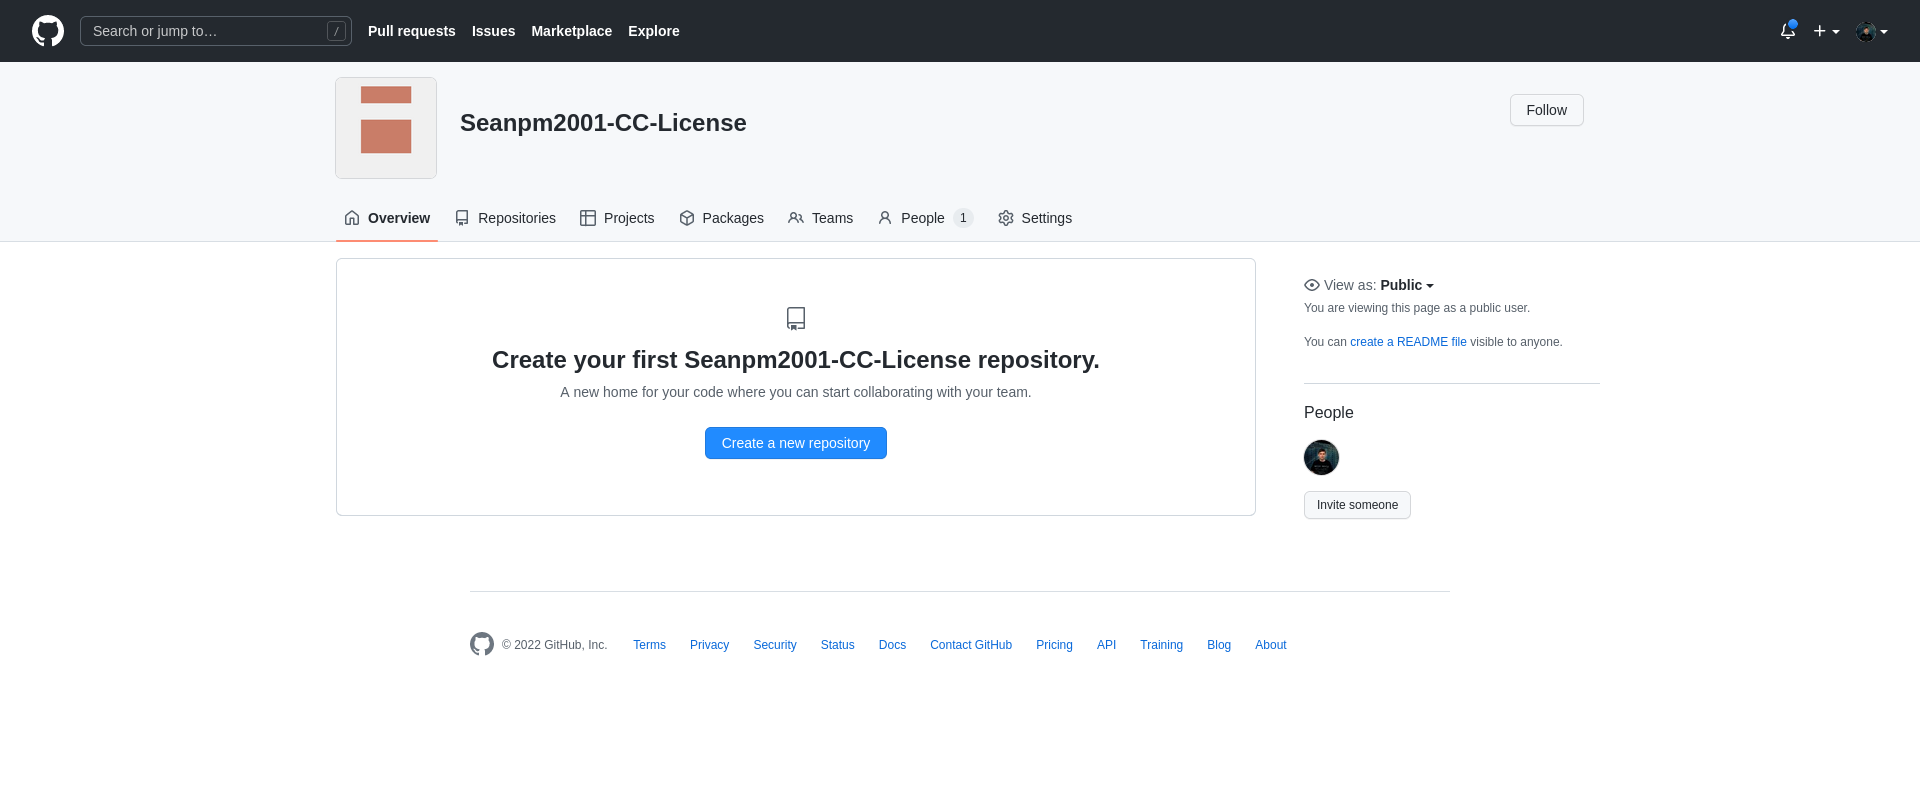 Search or jump to… /
Pull requests Issues Marketplace Explore
Seanpm2001-CC-License
Follow
Overview Repositories Projects Packages Teams People 1 Settings
Create your first Seanpm2001-CC-License repository.
A new home for your code where you can start collaborating with your team.
Create a new repository
View as: Public
You are viewing this page as a public user.
You can create a README file visible to anyone.
People
Invite someone
© 2022 GitHub, Inc. Terms Privacy Security Status Docs Contact GitHub Pricing API Training Blog About